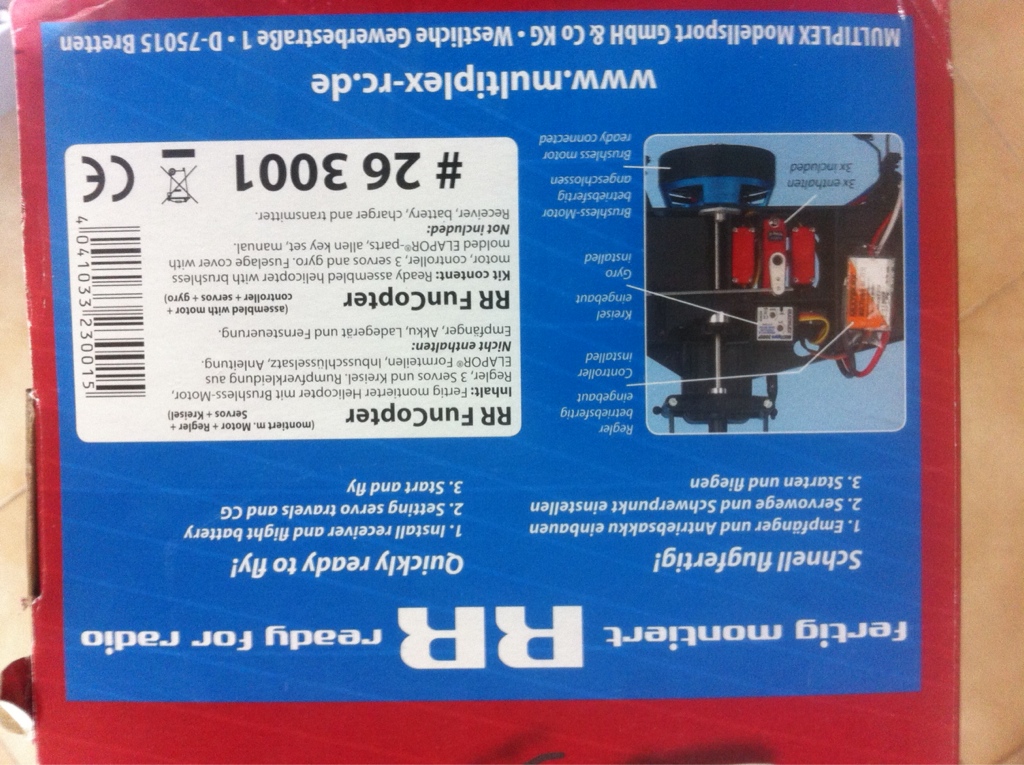 fertig montiert RR ready for radio
Schnell flugfertig!
1. Empfänger und Antriebsakku einbauen
2. Servowege und Schwerpunkt einstellen
3. Starten und fliegen
Quickly ready to fly!
1. Install receiver and flight battery
2. Setting servo travels and CG
3. Start and fly
Regler
betriebsfertig
eingebaut
Controller
installed
Kreisel
eingebaut
Gyro
installed
Brushless-Motor
betriebsfertig
angeschlossen
Brushless motor
ready connected
3x enthalten
3x included
RR FunCopter (montiert m. Motor + Regler +
Servos + Kreisel)
Inhalt: Fertig montierter Helicopter mit Brushless-Motor,
Regler, 3 Servos und Kreisel. Rumpfverkleidung aus
ELAPOR® Formteilen, Inbusschlüsselsatz, Anleitung.
Nicht enthalten:
Empfänger, Akku, Ladegerät und Fernsteuerung.
RR FunCopter (assembled with motor +
controller + servos + gyro)
Kit content: Ready assembled helicopter with brushless
motor, controller, 3 servos and gyro. Fuselage cover with
molded ELAPOR®-parts, allen key set, manual.
Not included:
Receiver, battery, charger and transmitter.
# 26 3001
CE
4 041033 230015
www.multiplex-rc.de
MULTIPLEX Modellsport GmbH & Co KG • Westliche Gewerbestraße 1 • D-75015 Bretten